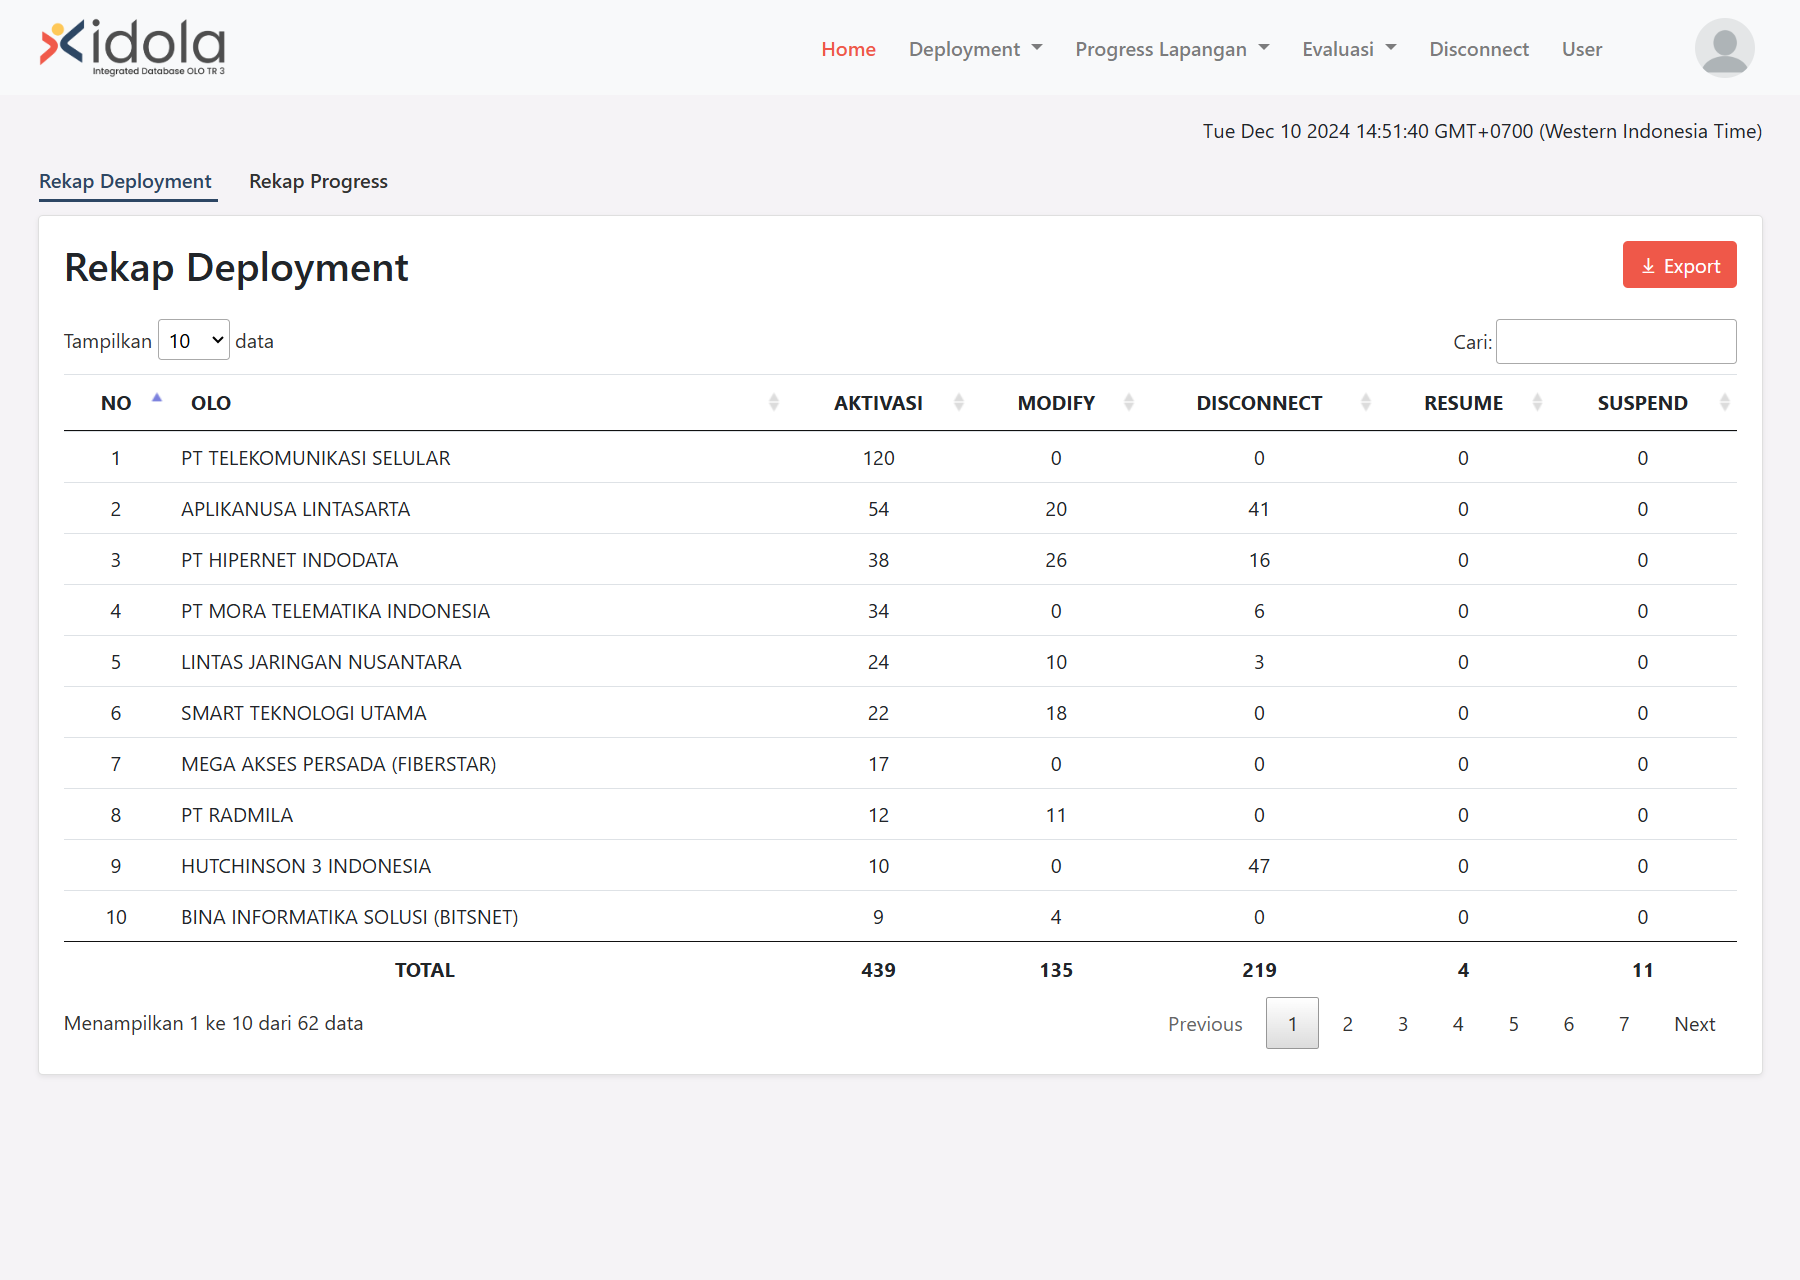 idola
Integrated Database OLO TR 3
Home Deployment Progress Lapangan Evaluasi Disconnect User
Tue Dec 10 2024 14:51:40 GMT+0700 (Western Indonesia Time)
Rekap Deployment Rekap Progress
Rekap Deployment
Export
Tampilkan 10 data
Cari:
NO OLO AKTIVASI MODIFY DISCONNECT RESUME SUSPEND
1 PT TELEKOMUNIKASI SELULAR 120 0 0 0 0
2 APLIKANUSA LINTASARTA 54 20 41 0 0
3 PT HIPERNET INDODATA 38 26 16 0 0
4 PT MORA TELEMATIKA INDONESIA 34 0 6 0 0
5 LINTAS JARINGAN NUSANTARA 24 10 3 0 0
6 SMART TEKNOLOGI UTAMA 22 18 0 0 0
7 MEGA AKSES PERSADA (FIBERSTAR) 17 0 0 0 0
8 PT RADMILA 12 11 0 0 0
9 HUTCHINSON 3 INDONESIA 10 0 47 0 0
10 BINA INFORMATIKA SOLUSI (BITSNET) 9 4 0 0 0
TOTAL 439 135 219 4 11
Menampilkan 1 ke 10 dari 62 data
Previous 1 2 3 4 5 6 7 Next